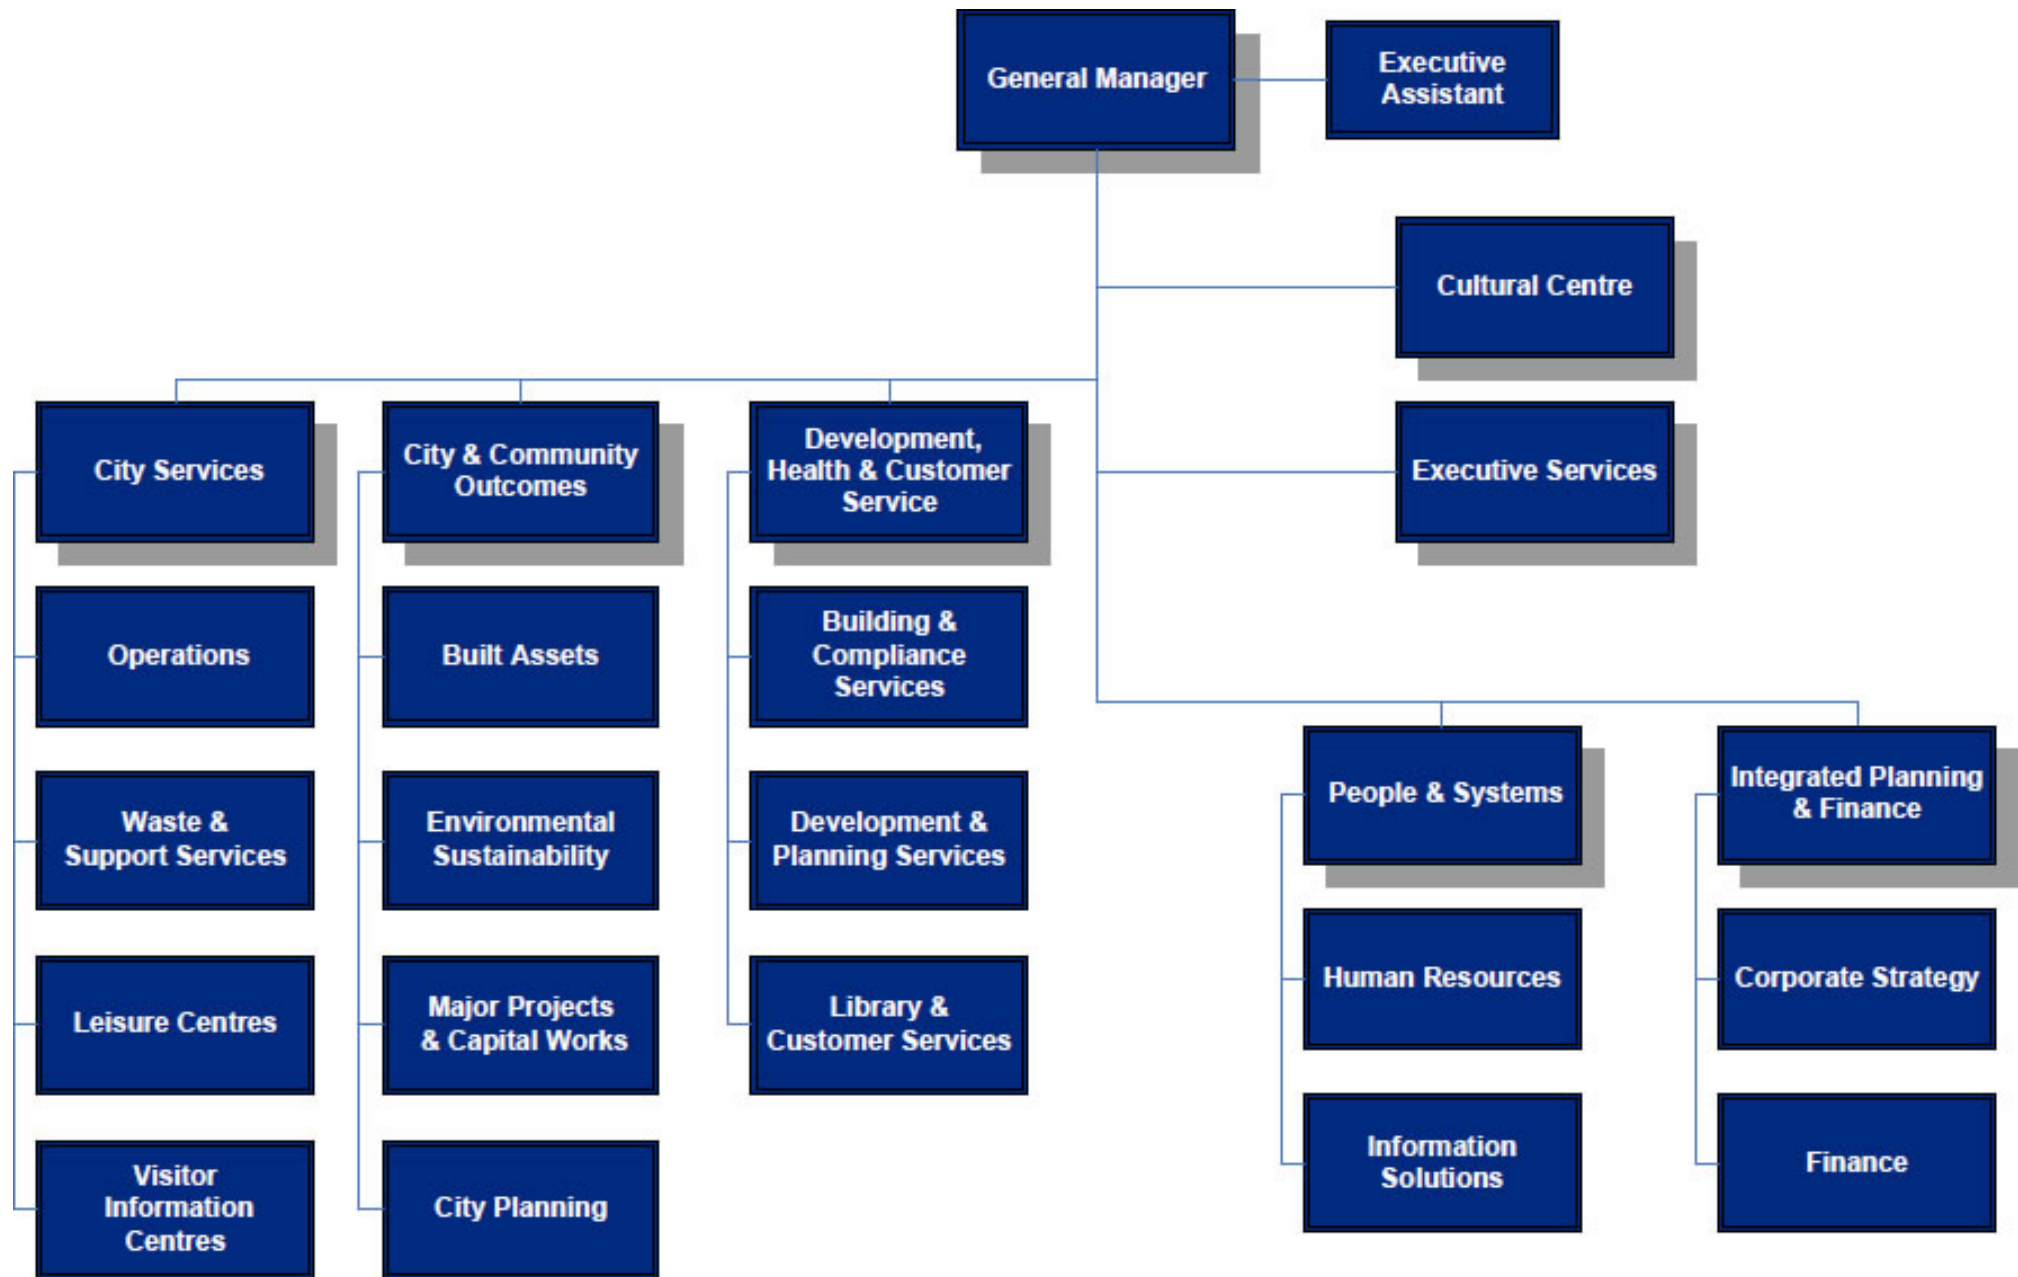 General Manager
Executive
Assistant
Cultural Centre
Executive Services
City Services
Operations
Waste &
Support Services
Leisure Centres
Visitor
Information
Centres
City & Community
Outcomes
Built Assets
Environmental
Sustainability
Major Projects
& Capital Works
City Planning
Development,
Health & Customer
Service
Building &
Compliance
Services
Development &
Planning Services
Library &
Customer Services
People & Systems
Human Resources
Information
Solutions
Integrated Planning
& Finance
Corporate Strategy
Finance